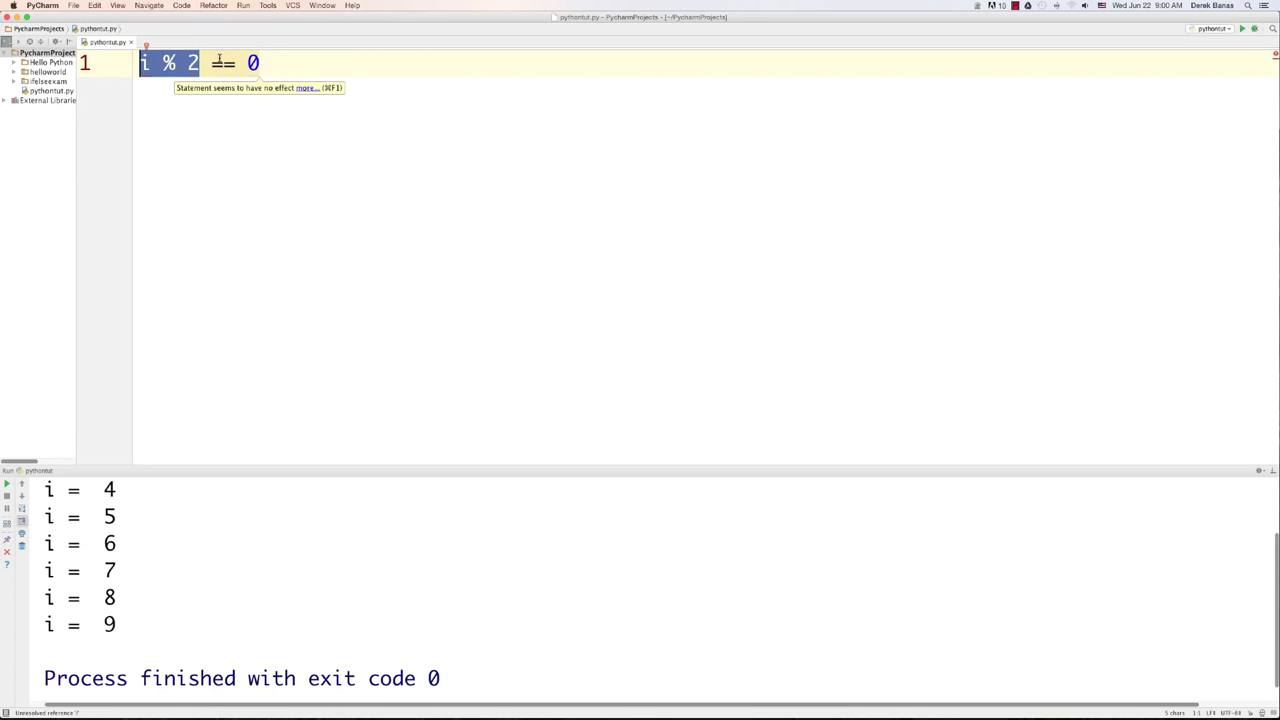 PyCharm File Edit View Navigate Code Refactor Run Tools VCS Window Help 10 Wed Jun 22 9:00 AM Derek Banas
pythontut.py - PycharmProjects - [~/PycharmProjects]
PycharmProjects pythontut.py pythontut
pythontut.py
PycharmProject
Hello Python
helloworld
ifelseexam
pythontut.py
External Librarie
1 i % 2 == 0
Statement seems to have no effect more... (⌘F1)
Run pythontut
i = 4
i = 5
i = 6
i = 7
i = 8
i = 9
Process finished with exit code 0
Unresolved reference 'i' 5 chars 1:1 LF÷ UTF-8÷